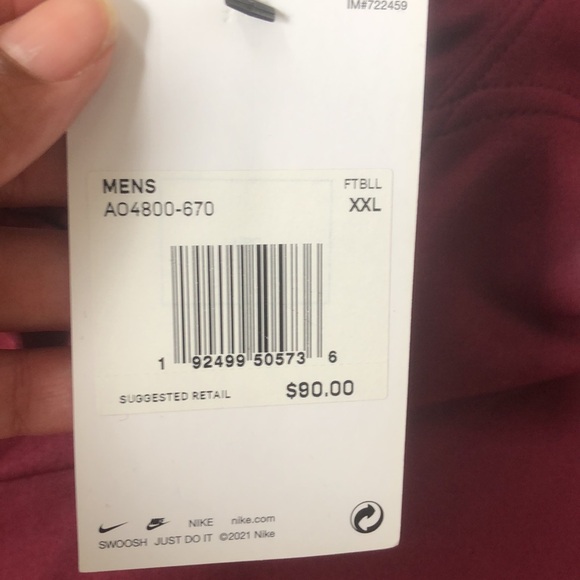 IM#722459
MENS FTBLL
AO4800-670 XXL
1 92499 50573 6
SUGGESTED RETAIL $90.00
NIKE nike.com
SWOOSH JUST DO IT ©2021 Nike